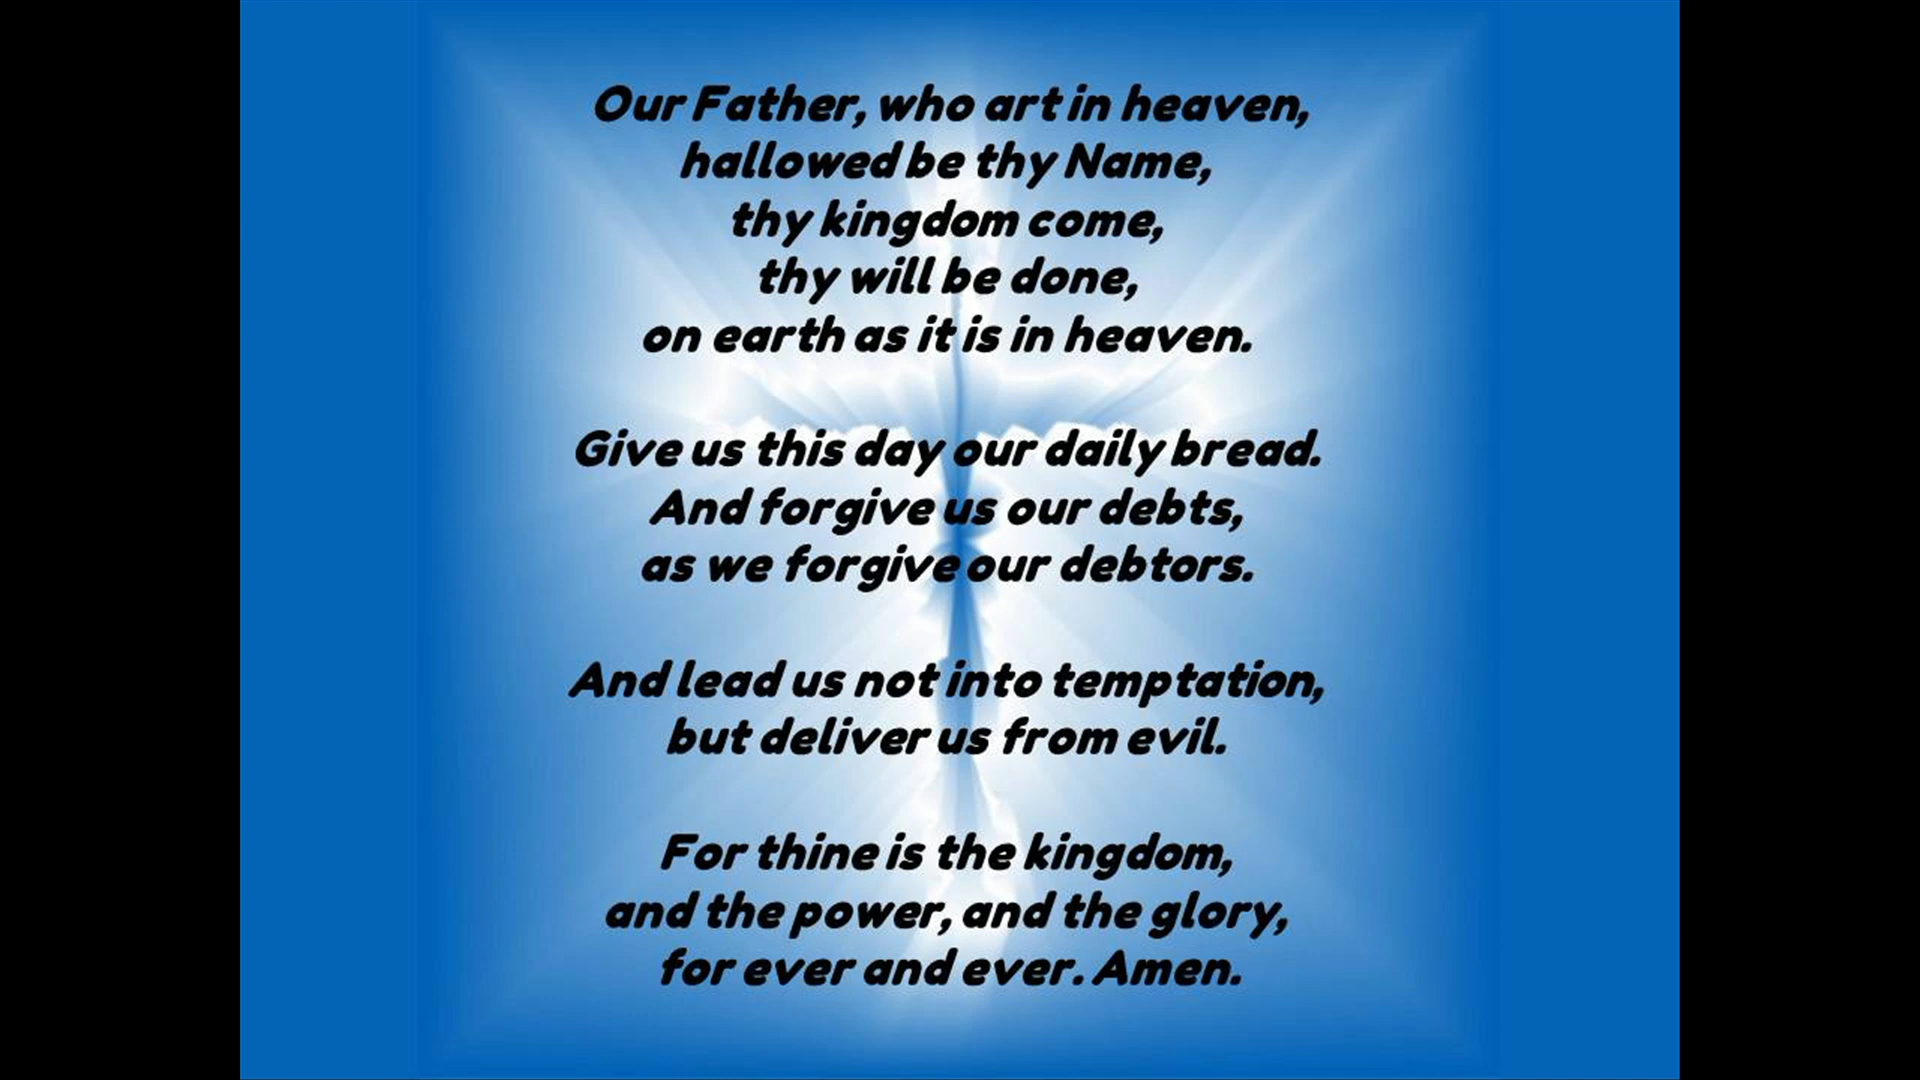 Our Father, who art in heaven,
hallowed be thy Name,
thy kingdom come,
thy will be done,
on earth as it is in heaven.
Give us this day our daily bread.
And forgive us our debts,
as we forgive our debtors.
And lead us not into temptation,
but deliver us from evil.
For thine is the kingdom,
and the power, and the glory,
for ever and ever. Amen.